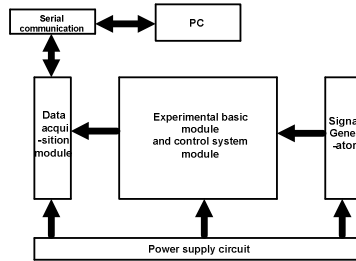 Serial
communication
PC
Data
acqui
-sition
module
Experimental basic
module
and control system
module
Signa
Gene
-ator
Power supply circuit